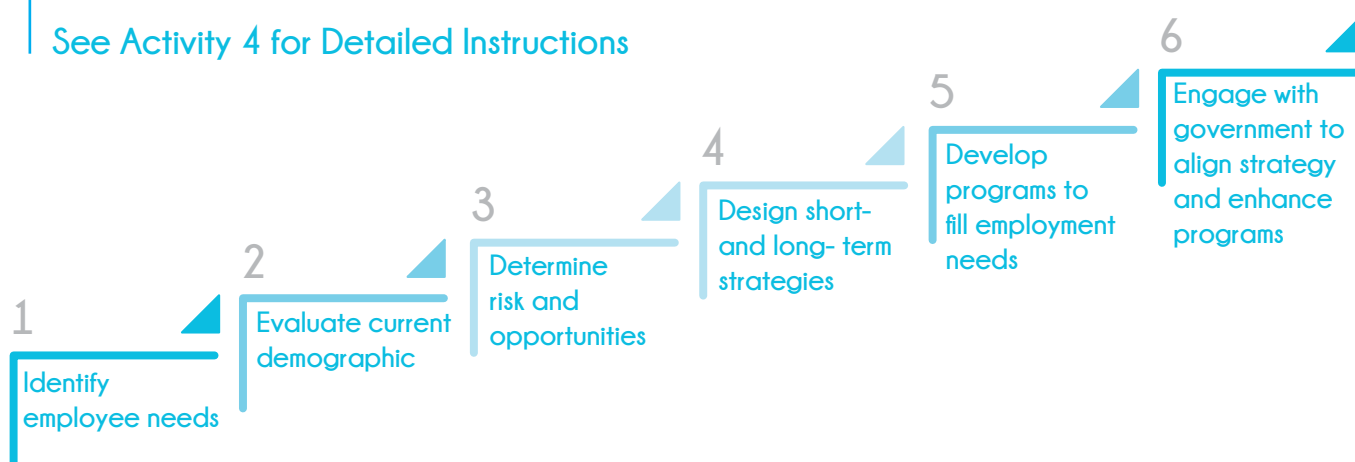 See Activity 4 for Detailed Instructions
1
Identify
employee needs
2
Evaluate current
demographic
3
Determine
risk and
opportunities
4
Design short-
and long- term
strategies
5
Develop
programs to
fill employment
needs
6
Engage with
government to
align strategy
and enhance
programs